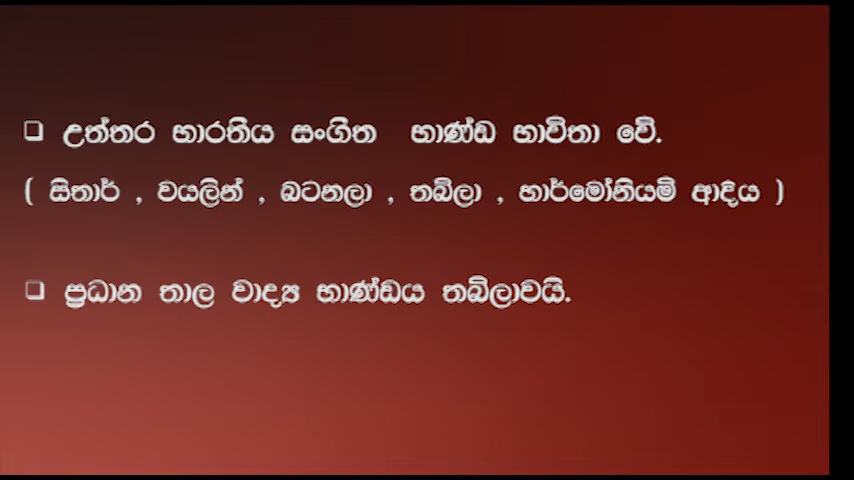 ❑ උත්තර භාරතීය සංගීත භාණ්ඩ භාවිතා වේ.
( සිතාර් , වයලින් , බටනලා , තබ්ලා , හාර්මෝනියම් ආදිය )
❑ ප්‍රධාන තාල වාද්‍ය භාණ්ඩය තබ්ලාවයි.